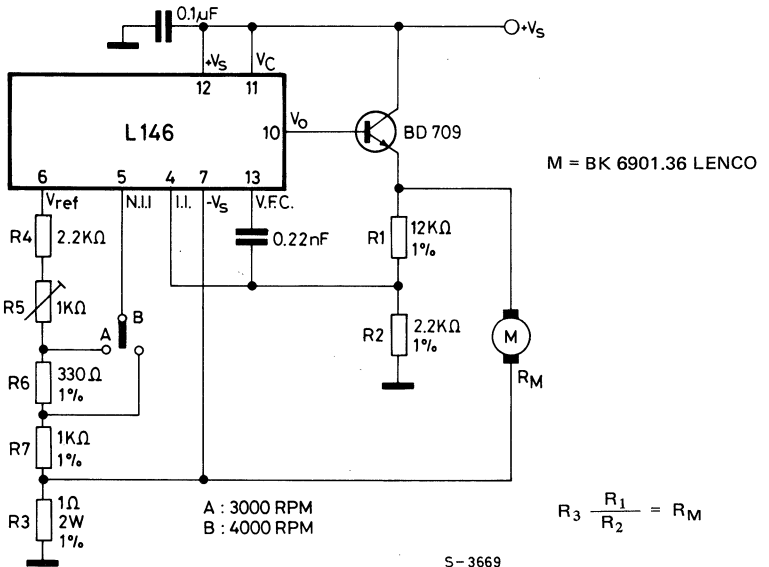 0.1µF
+Vs
+Vs
VC
12
11
L146
10
Vo
BD 709
M = BK 6901.36 LENCO
6
5
4
7
13
Vref
N.I.I
I.I.
-Vs
V.F.C.
R4
2.2KΩ
0.22nF
R1
12KΩ
1%
R5
1KΩ
B
A
R2
2.2KΩ
1%
M
RM
R6
330Ω
1%
R7
1KΩ
1%
R3
1Ω
2W
1%
A : 3000 RPM
B : 4000 RPM
R3 R1/R2 = RM
S-3669